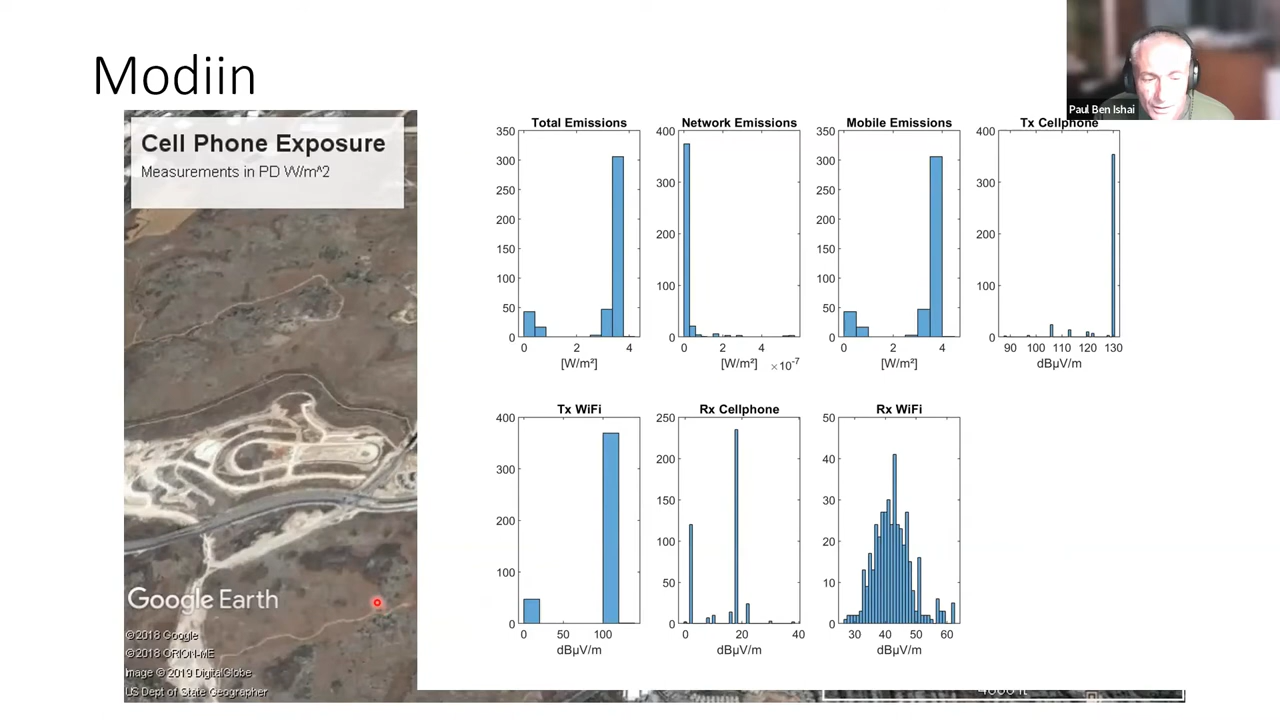 Modiin
Paul Ben Ishai
Cell Phone Exposure
Measurements in PD W/m^2
Total Emissions
350
300
250
200
150
100
50
0
0 2 4
[W/m²]
Network Emissions
400
300
200
100
0
0 2 4
[W/m²] ×10⁻⁷
Mobile Emissions
350
300
250
200
150
100
50
0
0 2 4
[W/m²]
Tx Cellphone
400
300
200
100
0
90 100 110 120 130
dBµV/m
Tx WiFi
400
300
200
100
0
0 50 100
dBµV/m
Rx Cellphone
250
200
150
100
50
0
0 20 40
dBµV/m
Rx WiFi
50
40
30
20
10
0
30 40 50 60
dBµV/m
Google Earth
©2018 Google
©2018 ORION-ME
Image © 2019 DigitalGlobe
US Dept of State Geographer